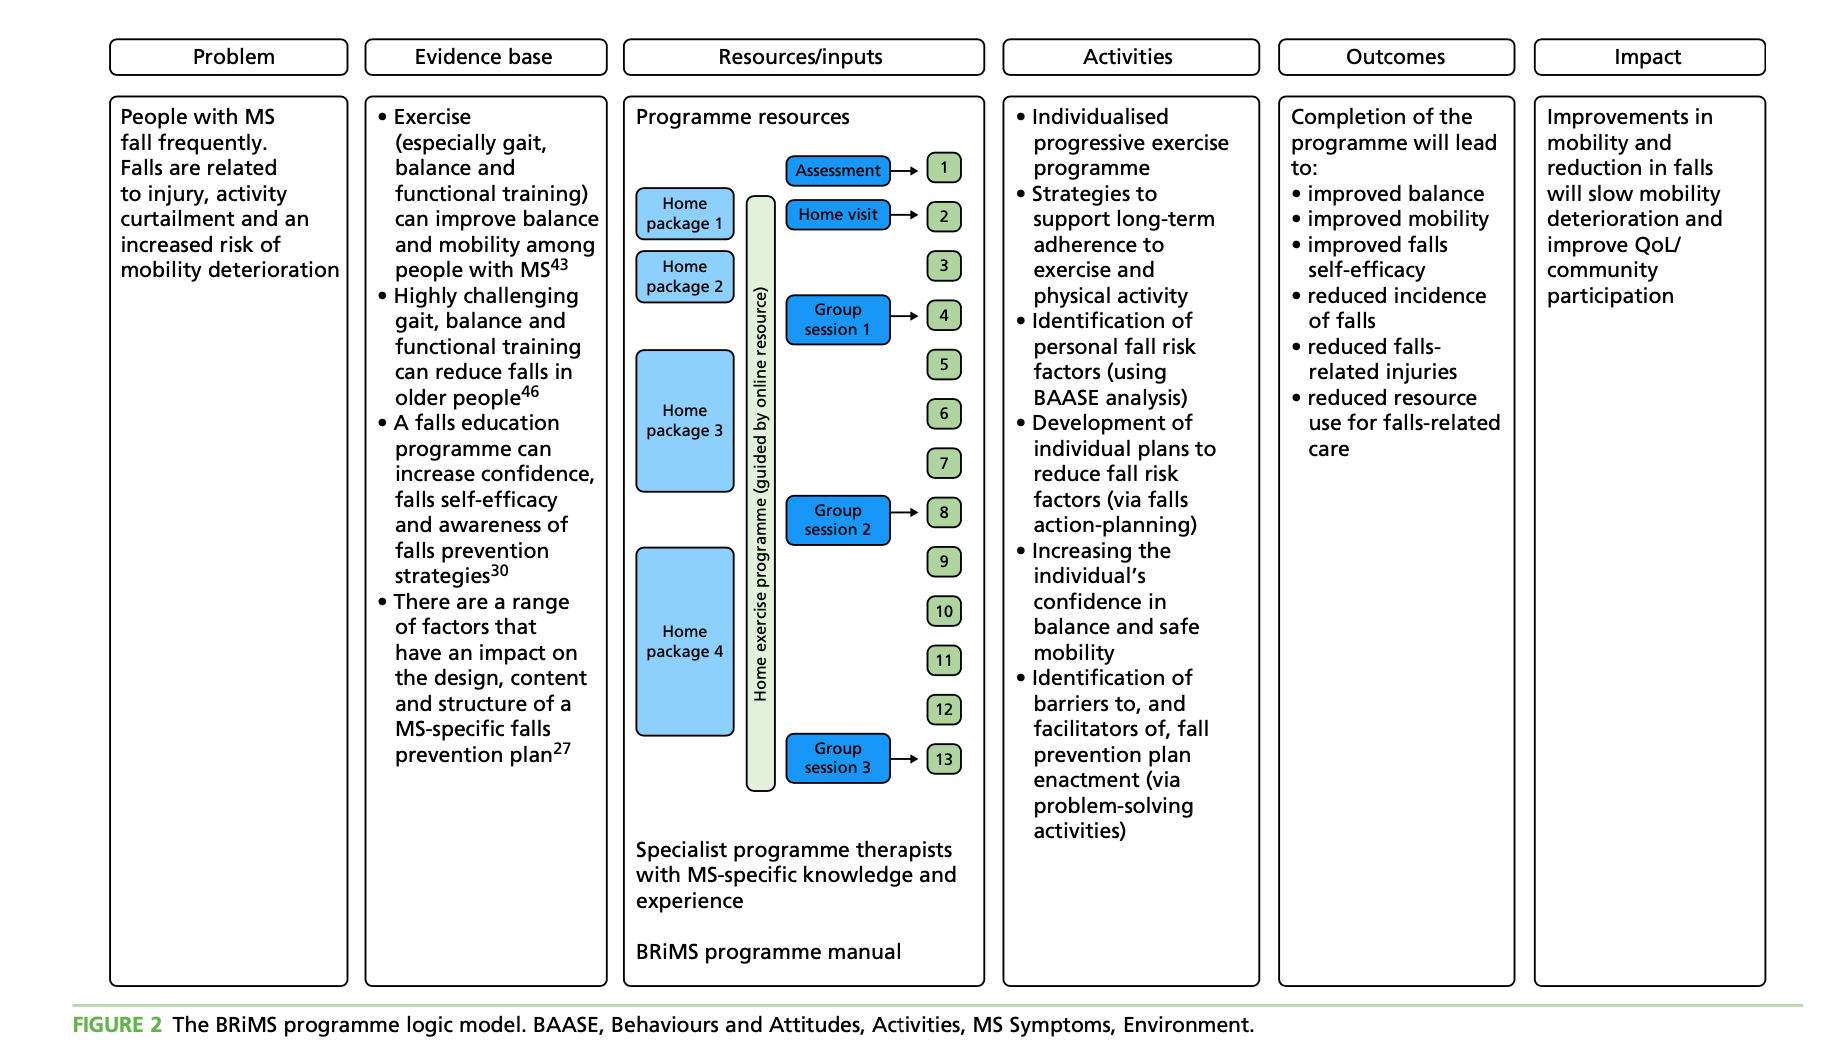 Problem
Evidence base
Resources/inputs
Activities
Outcomes
Impact
People with MS
fall frequently.
Falls are related
to injury, activity
curtailment and an
increased risk of
mobility deterioration
• Exercise
(especially gait,
balance and
functional training)
can improve balance
and mobility among
people with MS43
• Highly challenging
gait, balance and
functional training
can reduce falls in
older people46
• A falls education
programme can
increase confidence,
falls self-efficacy
and awareness of
falls prevention
strategies30
• There are a range
of factors that
have an impact on
the design, content
and structure of a
MS-specific falls
prevention plan27
Programme resources
Home
package 1
Home
package 2
Home
package 3
Home
package 4
Home exercise programme (guided by online resource)
Assessment
Home visit
Group
session 1
Group
session 2
Group
session 3
1
2
3
4
5
6
7
8
9
10
11
12
13
Specialist programme therapists
with MS-specific knowledge and
experience
BRiMS programme manual
• Individualised
progressive exercise
programme
• Strategies to
support long-term
adherence to
exercise and
physical activity
• Identification of
personal fall risk
factors (using
BAASE analysis)
• Development of
individual plans to
reduce fall risk
factors (via falls
action-planning)
• Increasing the
individual’s
confidence in
balance and safe
mobility
• Identification of
barriers to, and
facilitators of, fall
prevention plan
enactment (via
problem-solving
activities)
Completion of the
programme will lead
to:
• improved balance
• improved mobility
• improved falls
self-efficacy
• reduced incidence
of falls
• reduced falls-
related injuries
• reduced resource
use for falls-related
care
Improvements in
mobility and
reduction in falls
will slow mobility
deterioration and
improve QoL/
community
participation
FIGURE 2 The BRiMS programme logic model. BAASE, Behaviours and Attitudes, Activities, MS Symptoms, Environment.